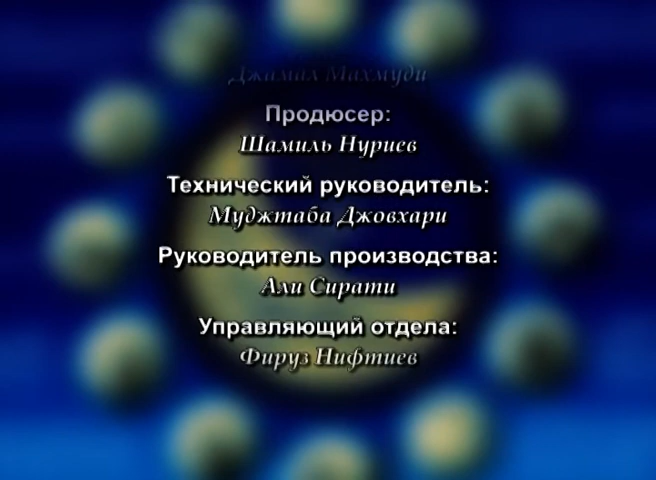 Джамал Махмуди
Продюсер:
Шамиль Нуриев
Технический руководитель:
Муджтаба Джовхари
Руководитель производства:
Али Сирати
Управляющий отдела:
Фируз Нифтиев